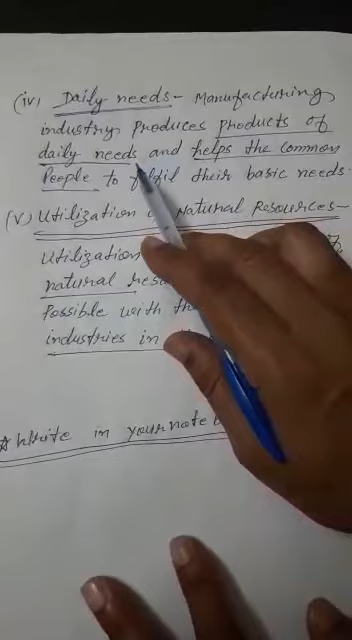 (iv) Daily needs- Manufacturing
industry produces products of
daily needs and helps the common
People to fulfil their basic needs.
(v) Utilization Natural Resources-
Utilization of
natural
Possible with the
industries in
☆ Write in your note